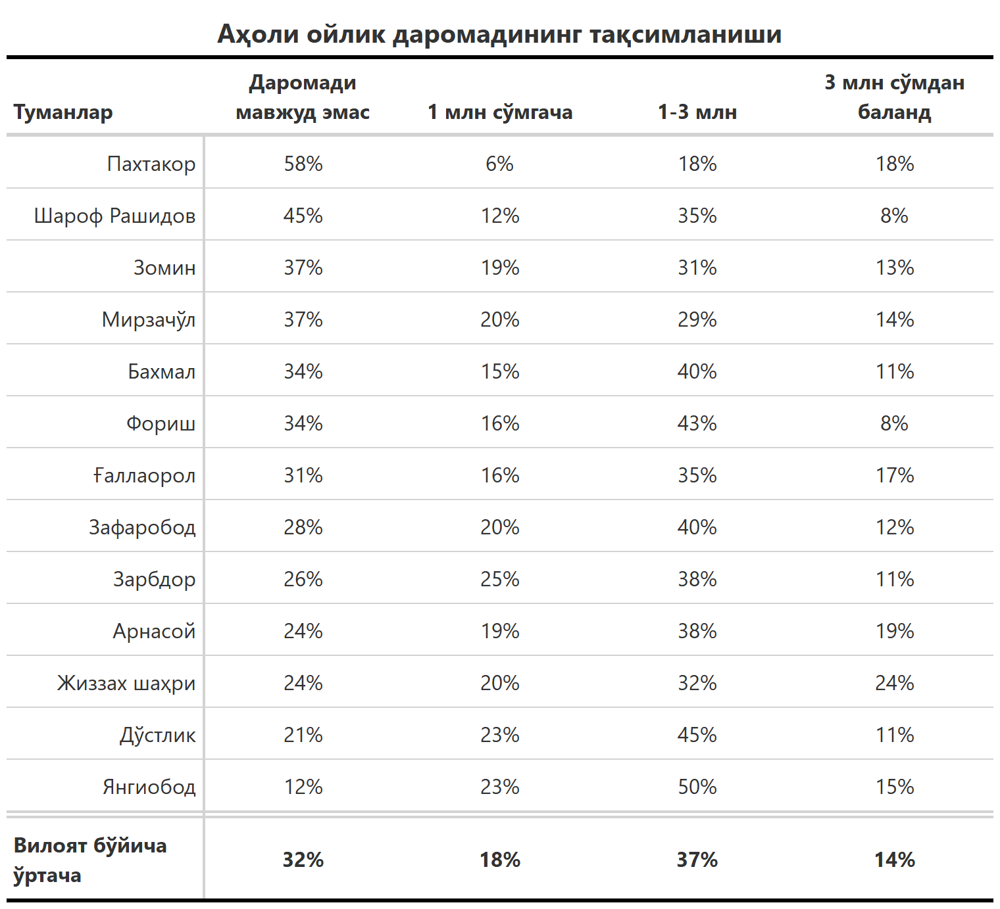 Аҳоли ойлик даромадининг тақсимланиши
Туманлар Даромади мавжуд эмас 1 млн сўмгача 1-3 млн 3 млн сўмдан баланд
Пахтакор 58% 6% 18% 18%
Шароф Рашидов 45% 12% 35% 8%
Зомин 37% 19% 31% 13%
Мирзачўл 37% 20% 29% 14%
Бахмал 34% 15% 40% 11%
Фориш 34% 16% 43% 8%
Ғаллаорол 31% 16% 35% 17%
Зафаробод 28% 20% 40% 12%
Зарбдор 26% 25% 38% 11%
Арнасой 24% 19% 38% 19%
Жиззах шаҳри 24% 20% 32% 24%
Дўстлик 21% 23% 45% 11%
Янгиобод 12% 23% 50% 15%
Вилоят бўйича ўртача 32% 18% 37% 14%